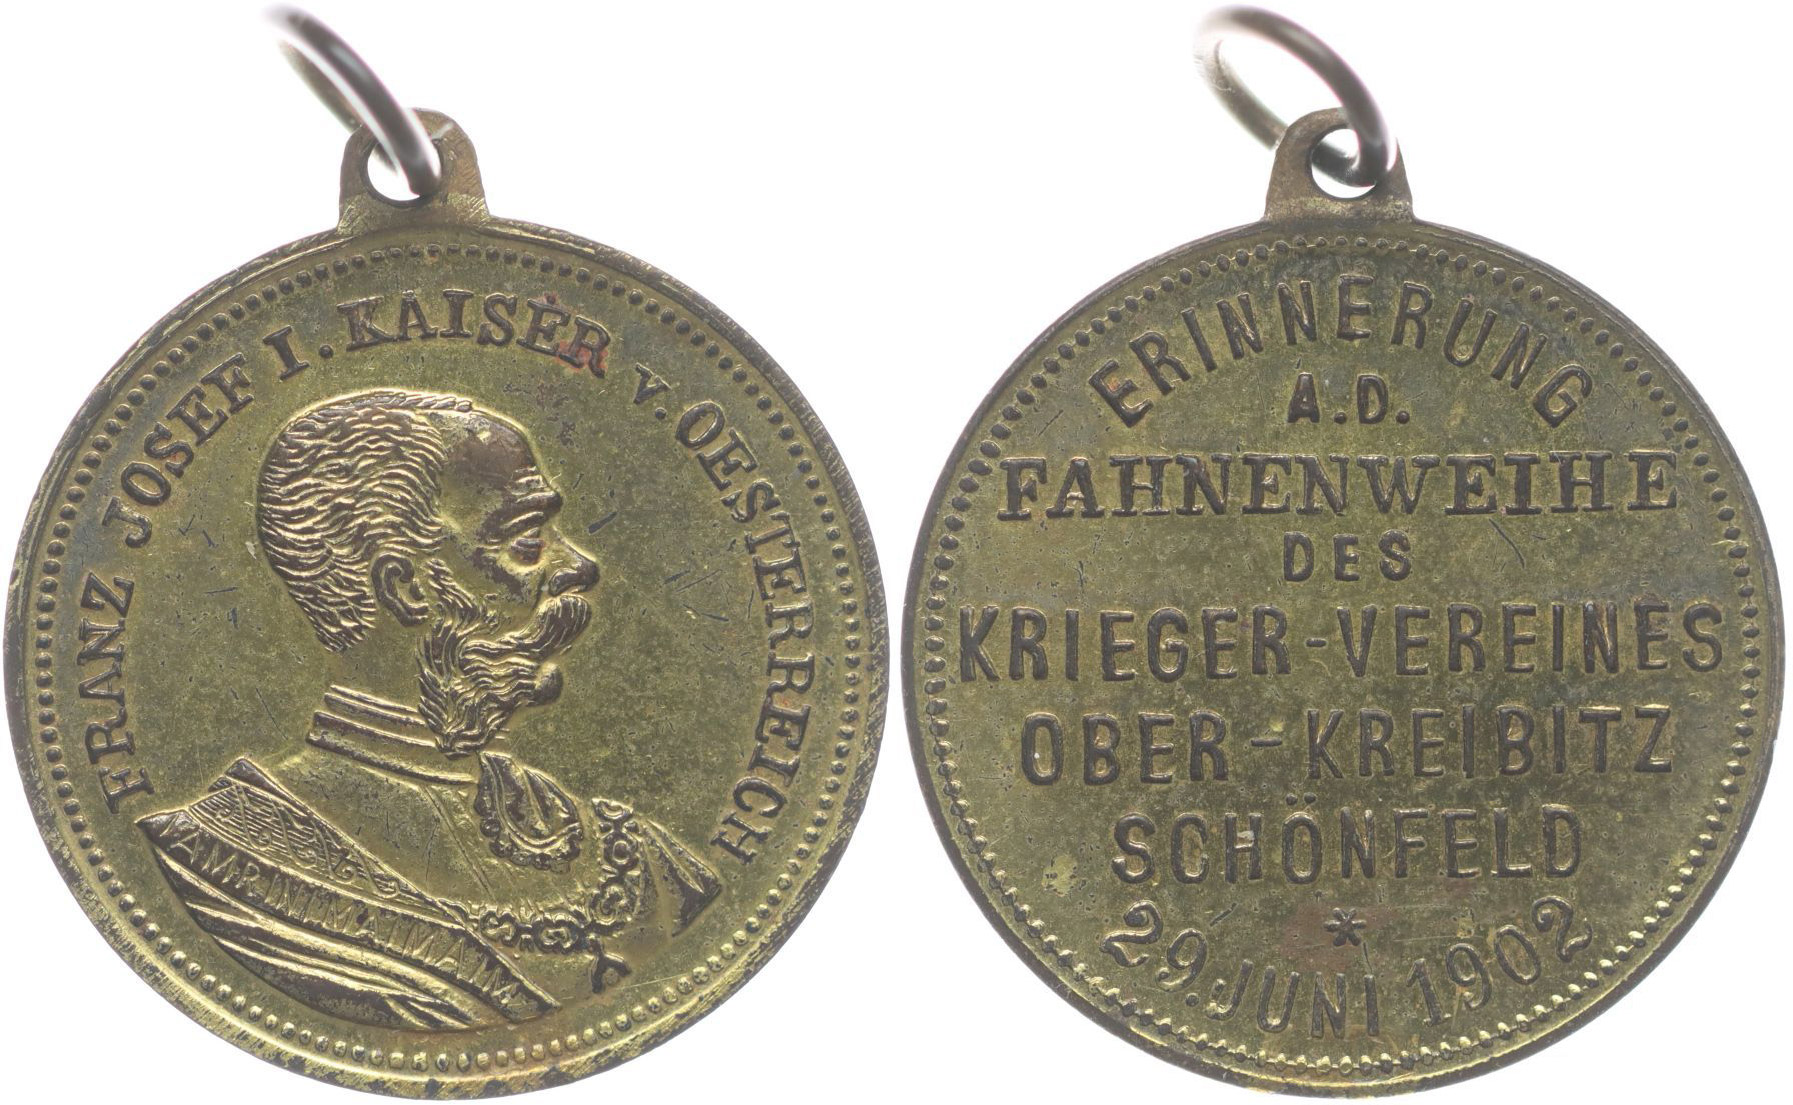 FRANZ JOSEF I. KAISER v. OESTERREICH
ERINNERUNG
A.D.
FAHNENWEIHE
DES
KRIEGER-VEREINES
OBER-KREIBITZ
SCHÖNFELD
*
29. JUNI 1902